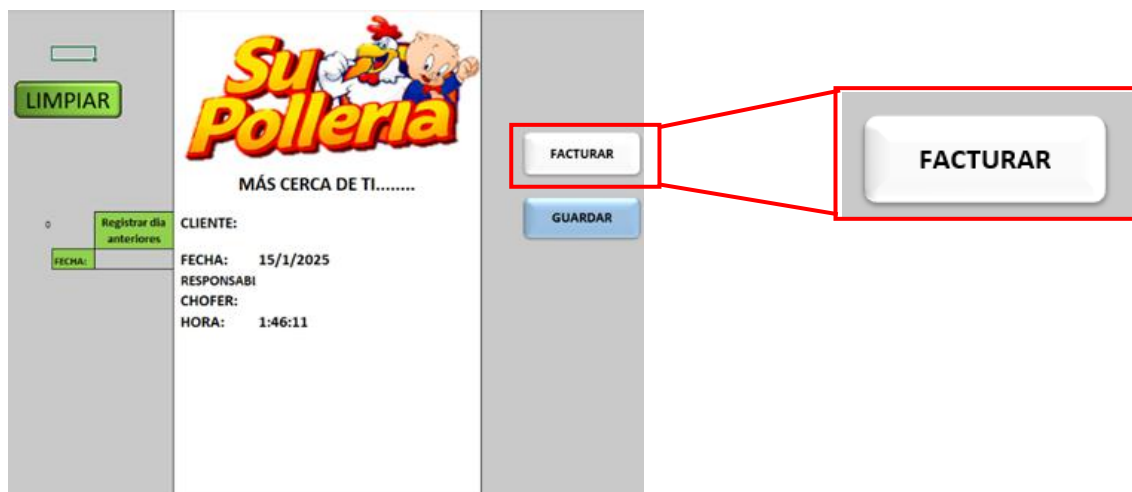 LIMPIAR
Su
Pollería
MÁS CERCA DE TI........
FACTURAR
FACTURAR
GUARDAR
0
Registrar dia
anteriores
FECHA:
CLIENTE:
FECHA: 15/1/2025
RESPONSABL
CHOFER:
HORA: 1:46:11